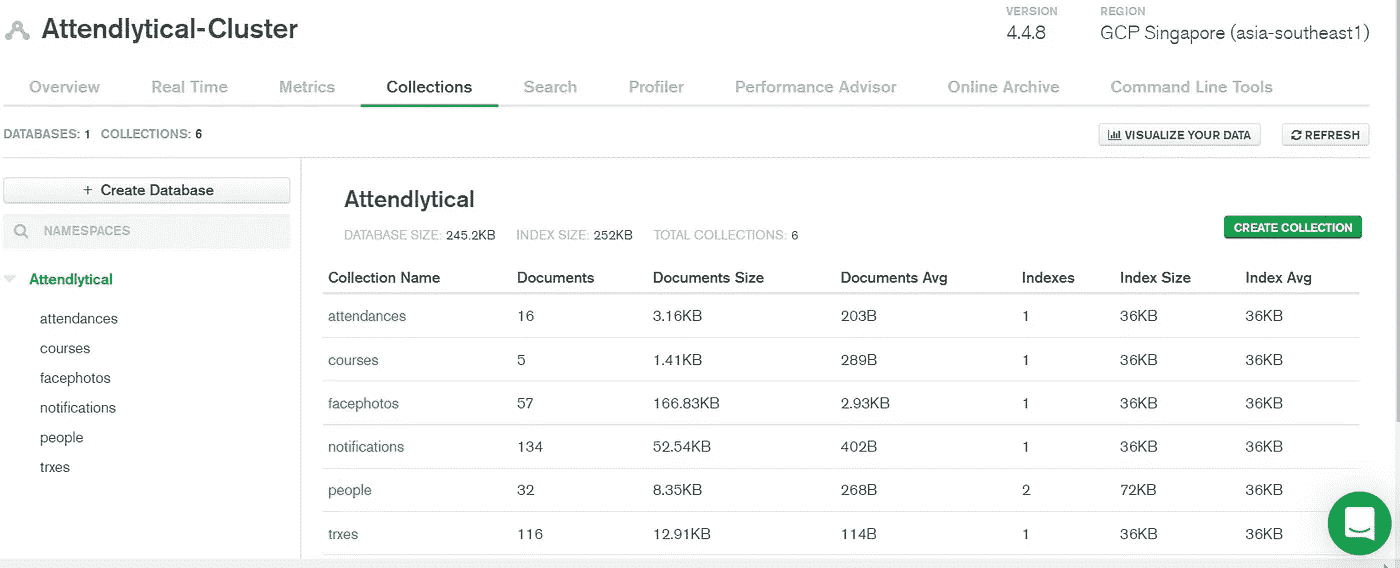 Attendlytical-Cluster
VERSION
4.4.8
REGION
GCP Singapore (asia-southeast1)
Overview Real Time Metrics Collections Search Profiler Performance Advisor Online Archive Command Line Tools
DATABASES: 1 COLLECTIONS: 6
VISUALIZE YOUR DATA
REFRESH
+ Create Database
NAMESPACES
Attendlytical
attendances
courses
facephotos
notifications
people
trxes
Attendlytical
DATABASE SIZE: 245.2KB INDEX SIZE: 252KB TOTAL COLLECTIONS: 6
CREATE COLLECTION
Collection Name Documents Documents Size Documents Avg Indexes Index Size Index Avg
attendances 16 3.16KB 203B 1 36KB 36KB
courses 5 1.41KB 289B 1 36KB 36KB
facephotos 57 166.83KB 2.93KB 1 36KB 36KB
notifications 134 52.54KB 402B 1 36KB 36KB
people 32 8.35KB 268B 2 72KB 36KB
trxes 116 12.91KB 114B 1 36KB 36KB